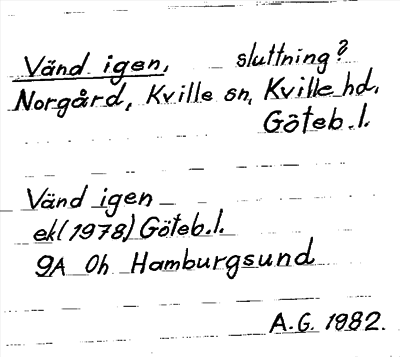 Vänd igen, sluttning?
Norgård, Kville sn, Kville hd,
Göteb.l.
Vänd igen
ek (1978) Göteb.l.
9A 0h Hamburgsund
A.G. 1982.